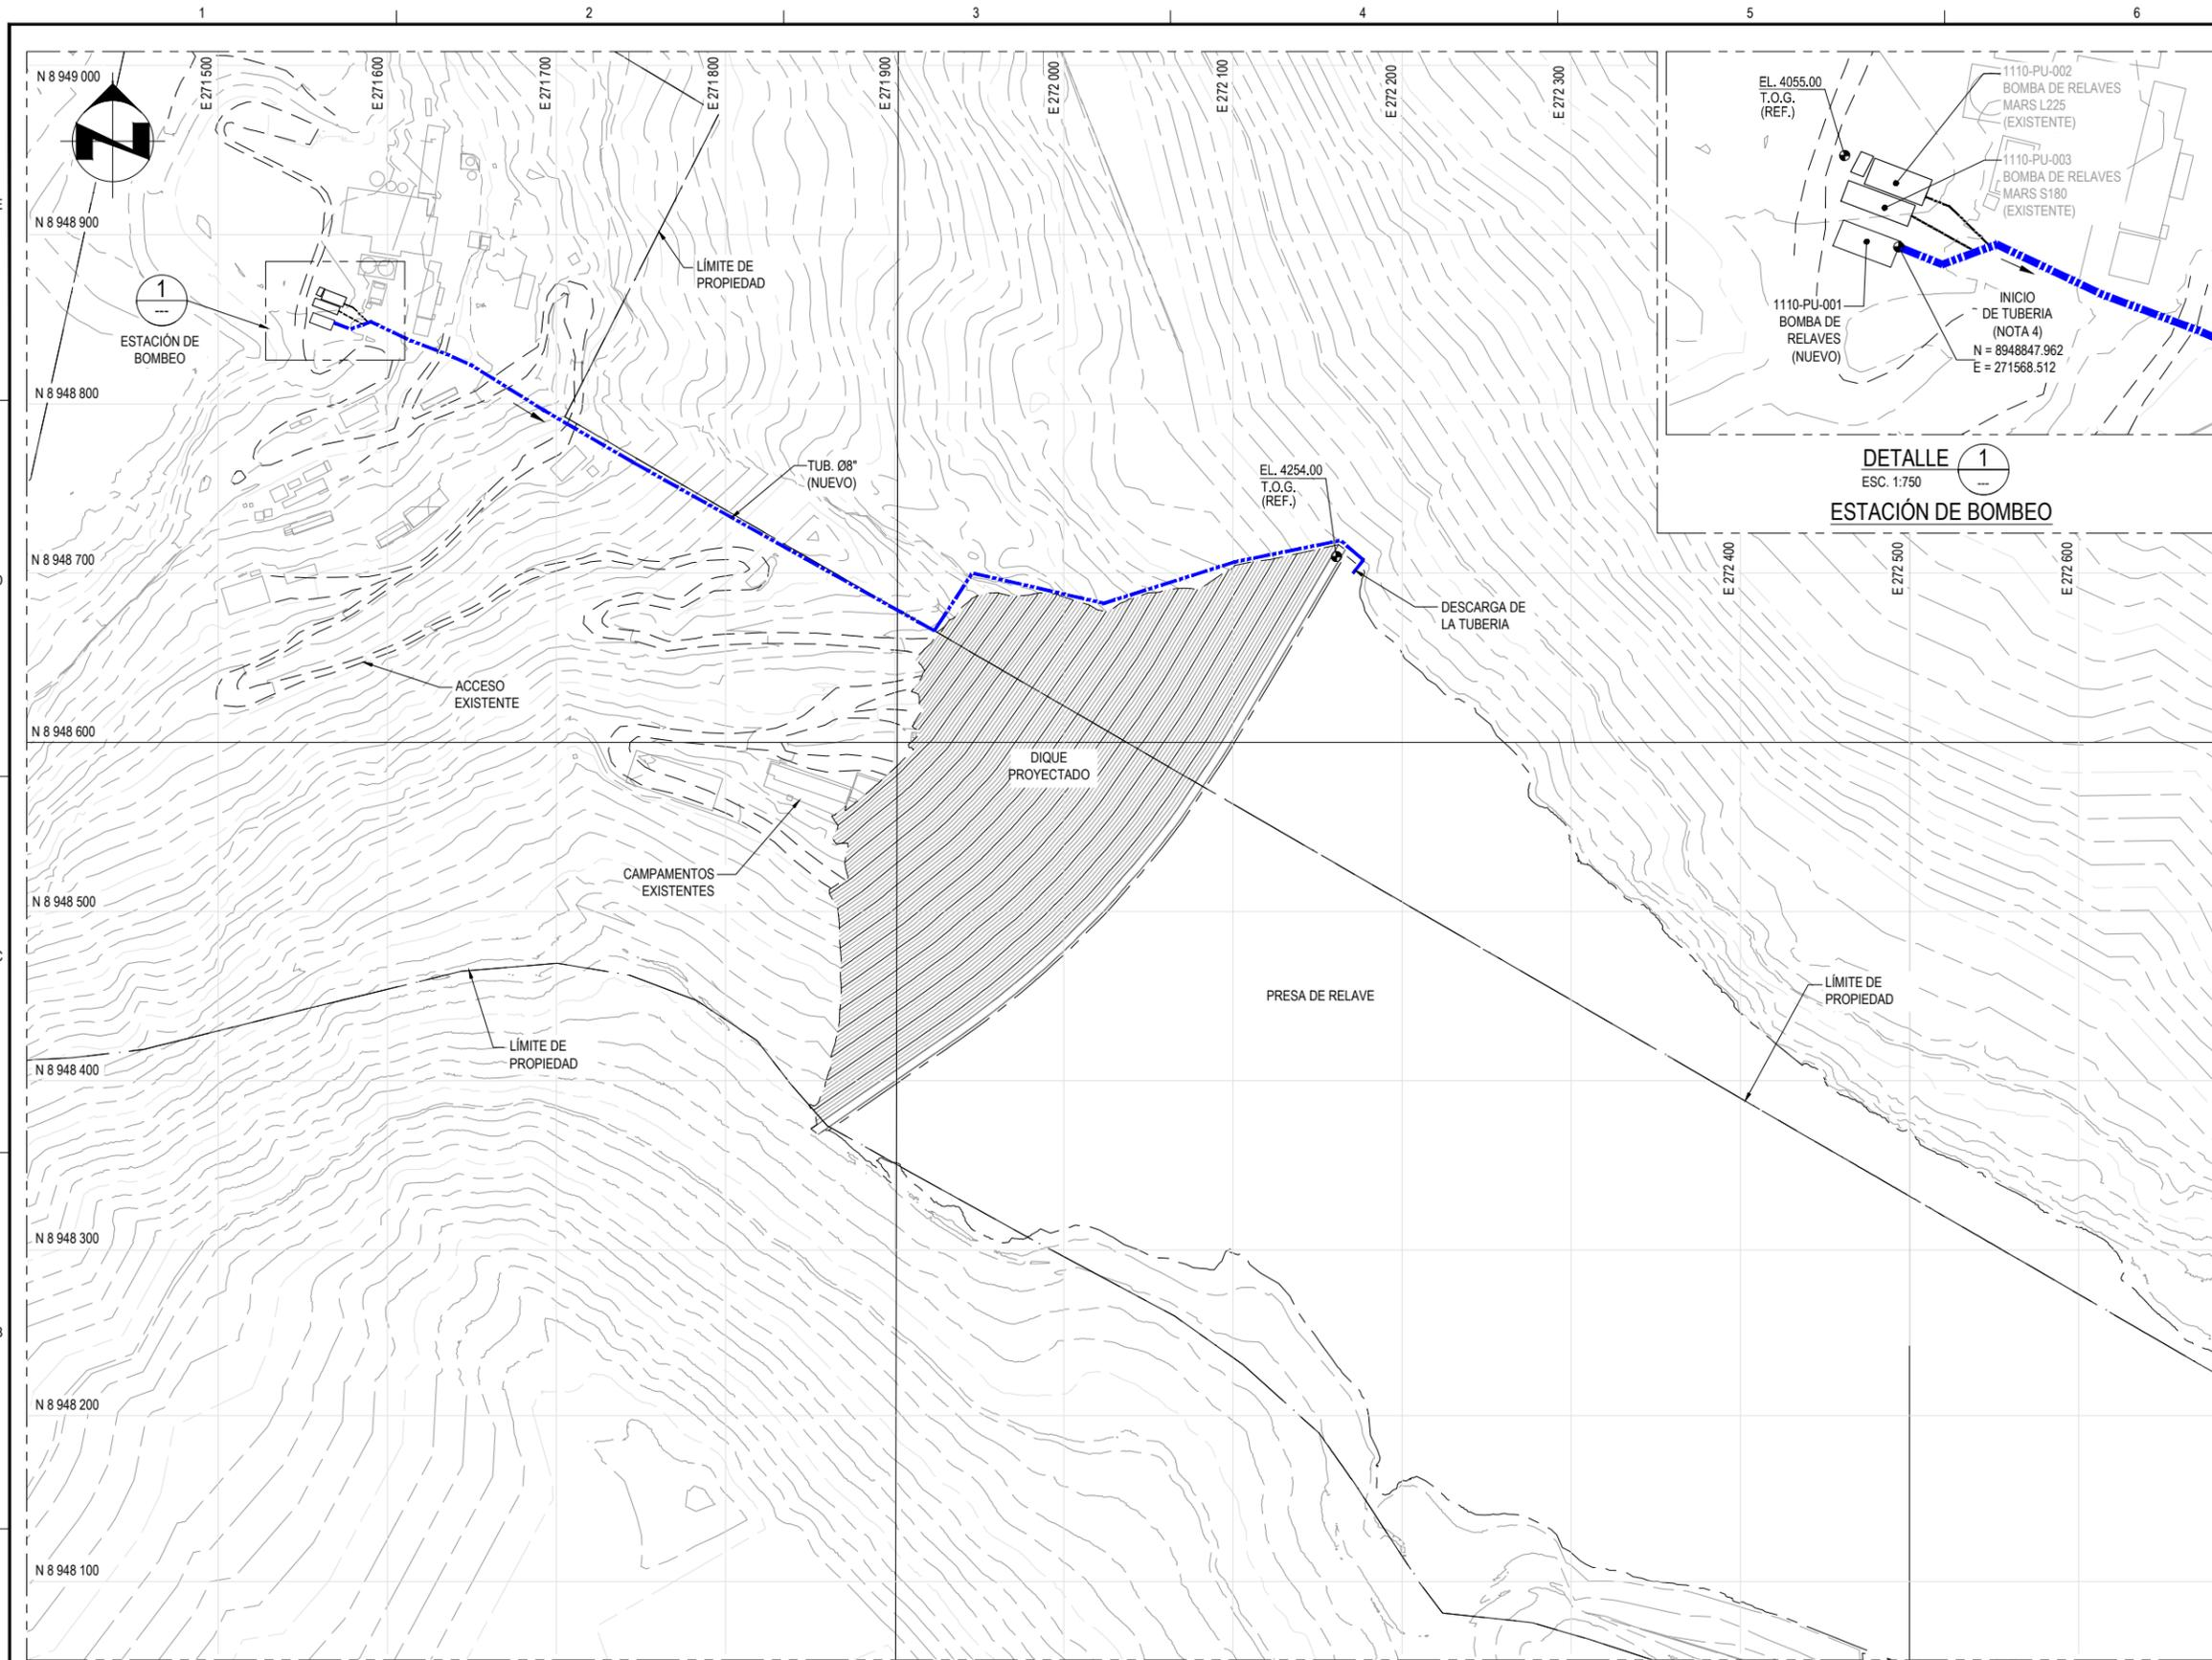 1
2
3
4
5
6
N 8 949 000
E 271 500
E 271 600
E 271 700
E 271 800
E 271 900
E 272 000
E 272 100
E 272 200
E 272 300
N
EL. 4055.00
T.O.G.
(REF.)
1110-PU-002
BOMBA DE RELAVES
MARS L225
(EXISTENTE)
1110-PU-003
BOMBA DE RELAVES
MARS S180
(EXISTENTE)
1110-PU-001
BOMBA DE
RELAVES
(NUEVO)
INICIO
DE TUBERIA
(NOTA 4)
N = 8948847.962
E = 271568.512
DETALLE
1
---
ESC. 1:750
ESTACIÓN DE BOMBEO
N 8 948 900
LÍMITE DE
PROPIEDAD
1
---
ESTACIÓN DE
BOMBEO
N 8 948 800
TUB. Ø8"
(NUEVO)
EL. 4254.00
T.O.G.
(REF.)
N 8 948 700
E 272 400
E 272 500
E 272 600
DESCARGA DE
LA TUBERIA
ACCESO
EXISTENTE
N 8 948 600
DIQUE
PROYECTADO
CAMPAMENTOS
EXISTENTES
N 8 948 500
PRESA DE RELAVE
LÍMITE DE
PROPIEDAD
LÍMITE DE
PROPIEDAD
N 8 948 400
N 8 948 300
N 8 948 200
N 8 948 100